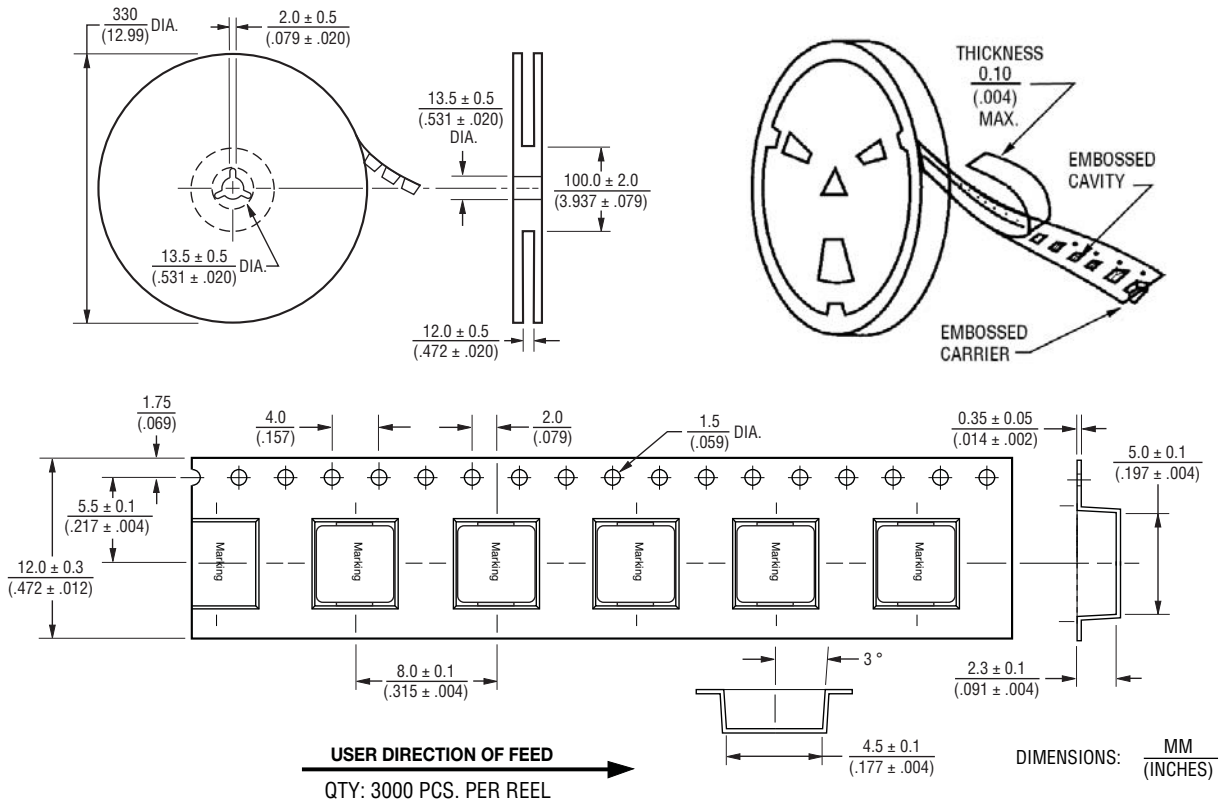 330
(12.99)
DIA.
2.0 ± 0.5
(.079 ± .020)
13.5 ± 0.5
(.531 ± .020)
DIA.
100.0 ± 2.0
(3.937 ± .079)
13.5 ± 0.5
(.531 ± .020)
DIA.
12.0 ± 0.5
(.472 ± .020)
THICKNESS
0.10
(.004)
MAX.
EMBOSSED
CAVITY
EMBOSSED
CARRIER
1.75
(.069)
4.0
(.157)
2.0
(.079)
1.5
(.059)
DIA.
0.35 ± 0.05
(.014 ± .002)
5.0 ± 0.1
(.197 ± .004)
5.5 ± 0.1
(.217 ± .004)
12.0 ± 0.3
(.472 ± .012)
Marking
Marking
Marking
Marking
Marking
Marking
8.0 ± 0.1
(.315 ± .004)
3 °
2.3 ± 0.1
(.091 ± .004)
4.5 ± 0.1
(.177 ± .004)
USER DIRECTION OF FEED
QTY: 3000 PCS. PER REEL
DIMENSIONS:
MM
(INCHES)